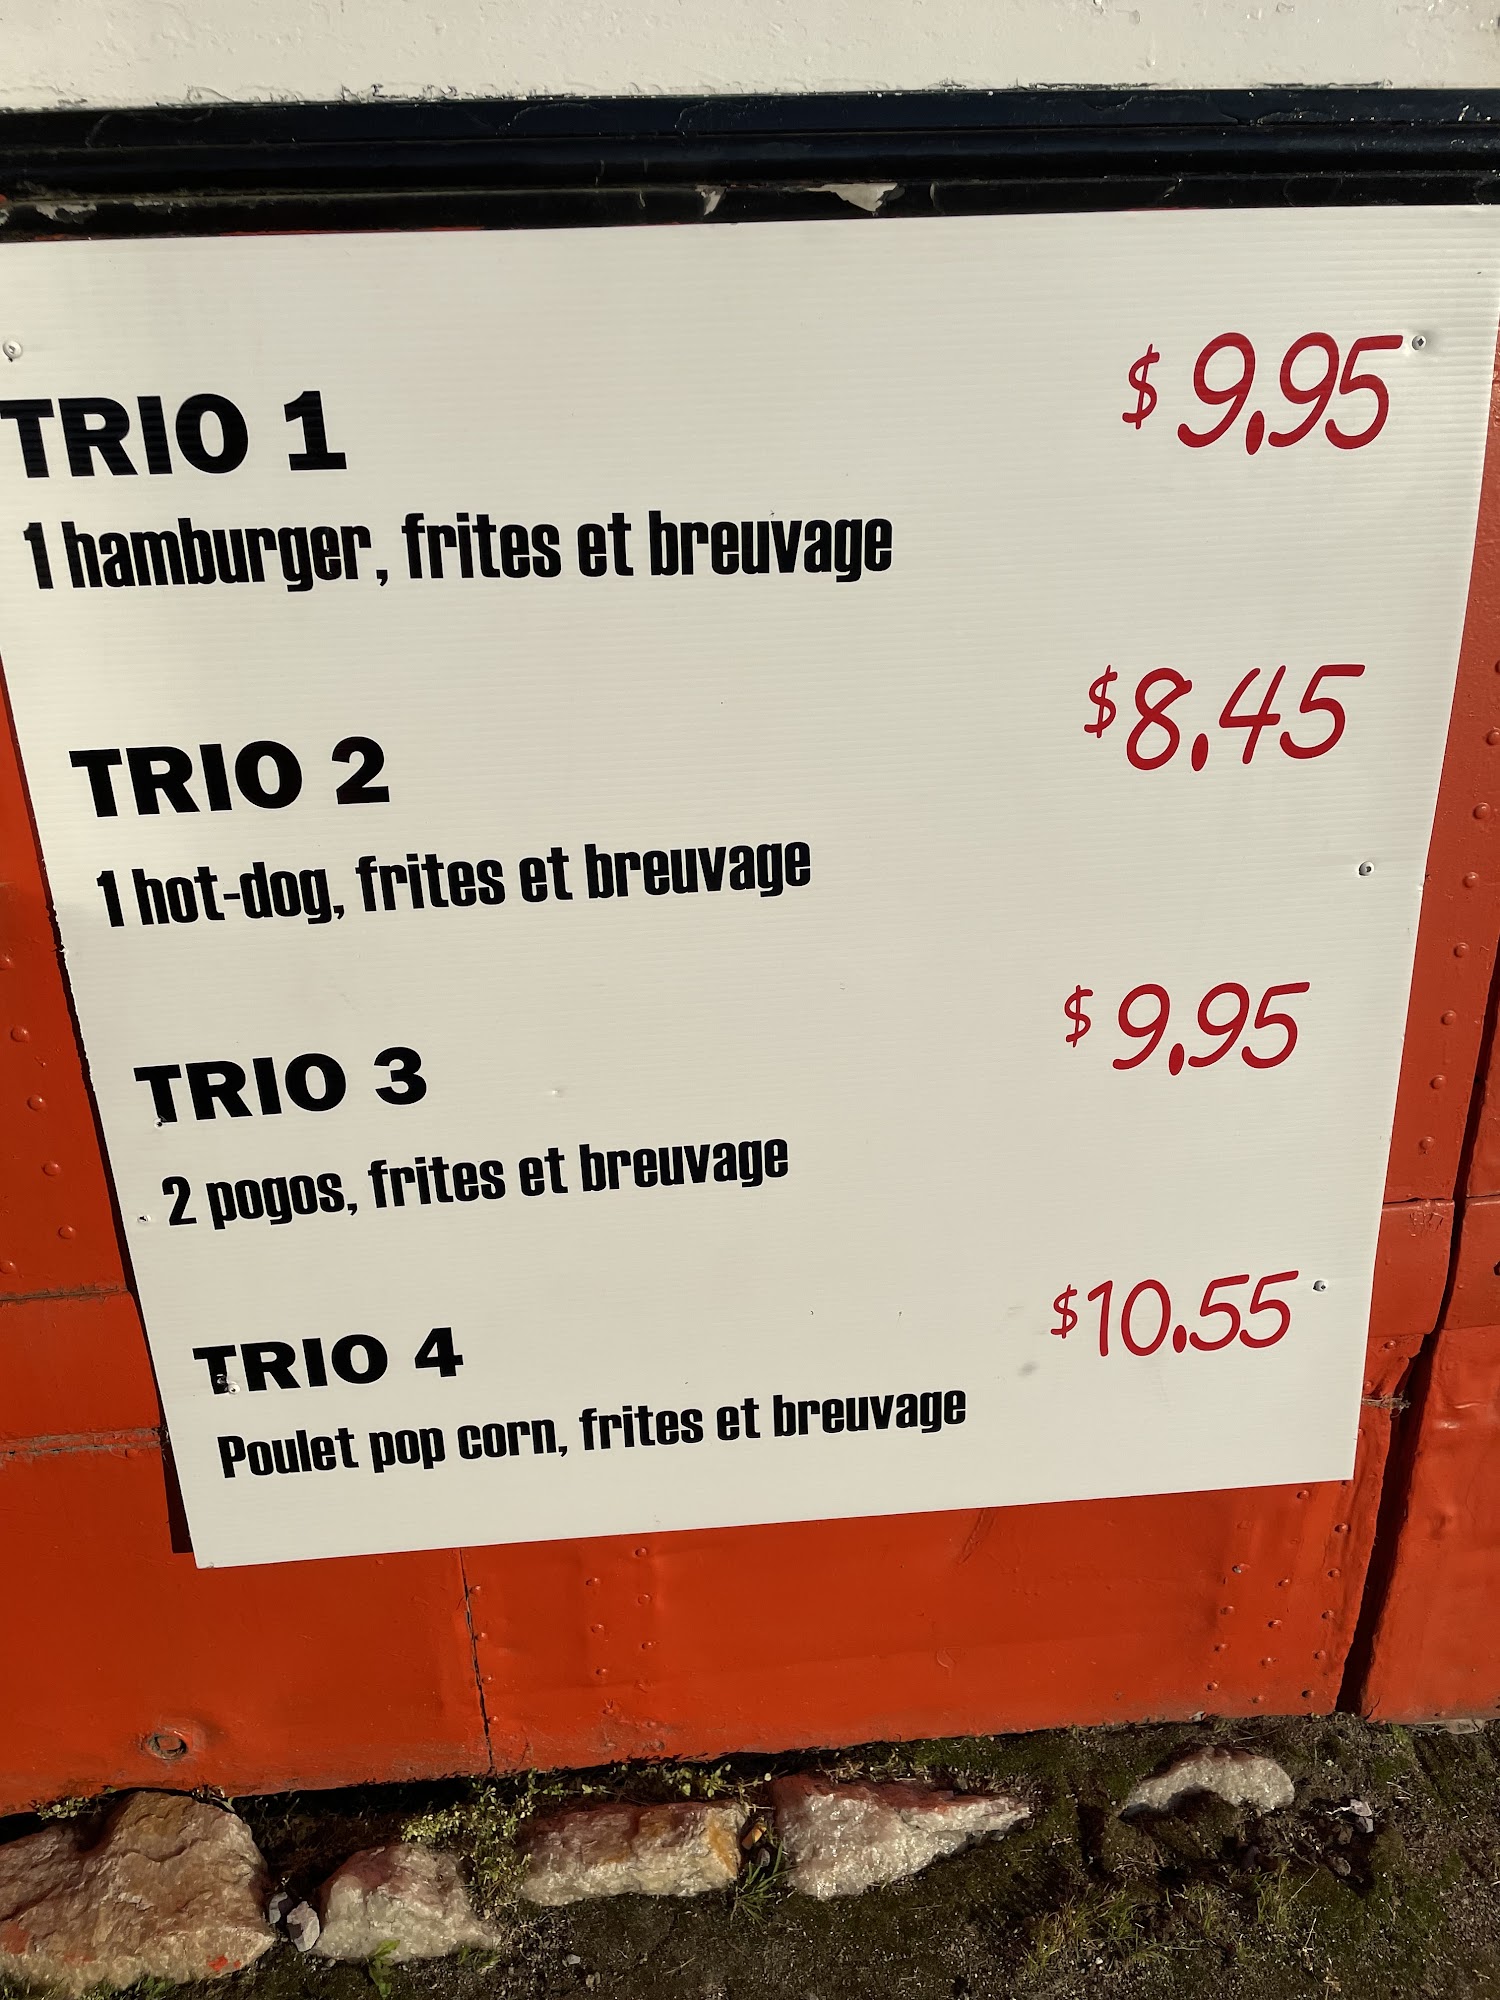 TRIO 1 $9.95
1 hamburger, frites et breuvage
TRIO 2 $8.45
1 hot-dog, frites et breuvage
TRIO 3 $9.95
2 pogos, frites et breuvage
TRIO 4 $10.55
Poulet pop corn, frites et breuvage